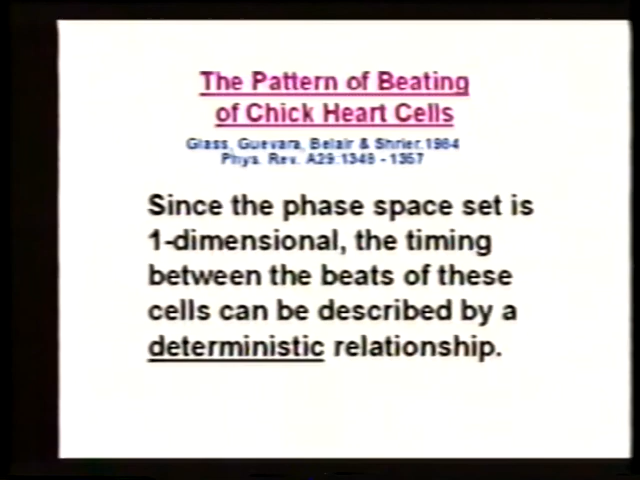 The Pattern of Beating
of Chick Heart Cells
Glass, Guevara, Belair & Shrier.1984
Phys. Rev. A29:1348 - 1357
Since the phase space set is
1-dimensional, the timing
between the beats of these
cells can be described by a
deterministic relationship.